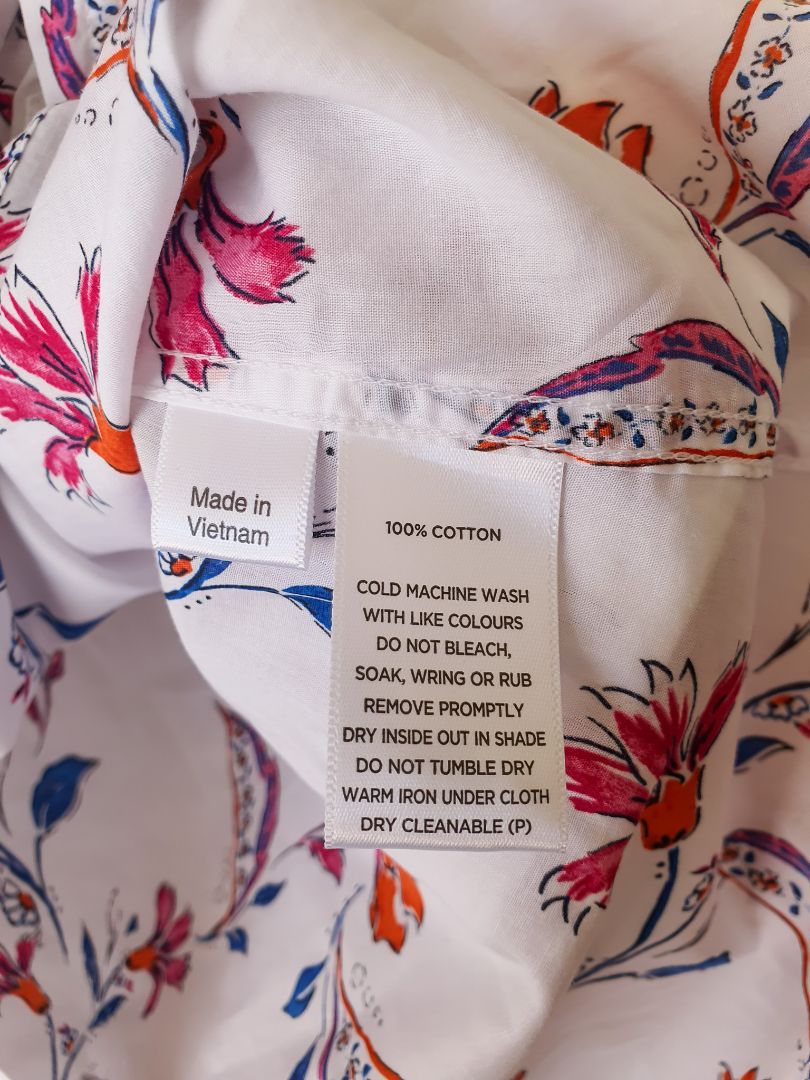 Made in
Vietnam
100% COTTON
COLD MACHINE WASH
WITH LIKE COLOURS
DO NOT BLEACH,
SOAK, WRING OR RUB
REMOVE PROMPTLY
DRY INSIDE OUT IN SHADE
DO NOT TUMBLE DRY
WARM IRON UNDER CLOTH
DRY CLEANABLE (P)